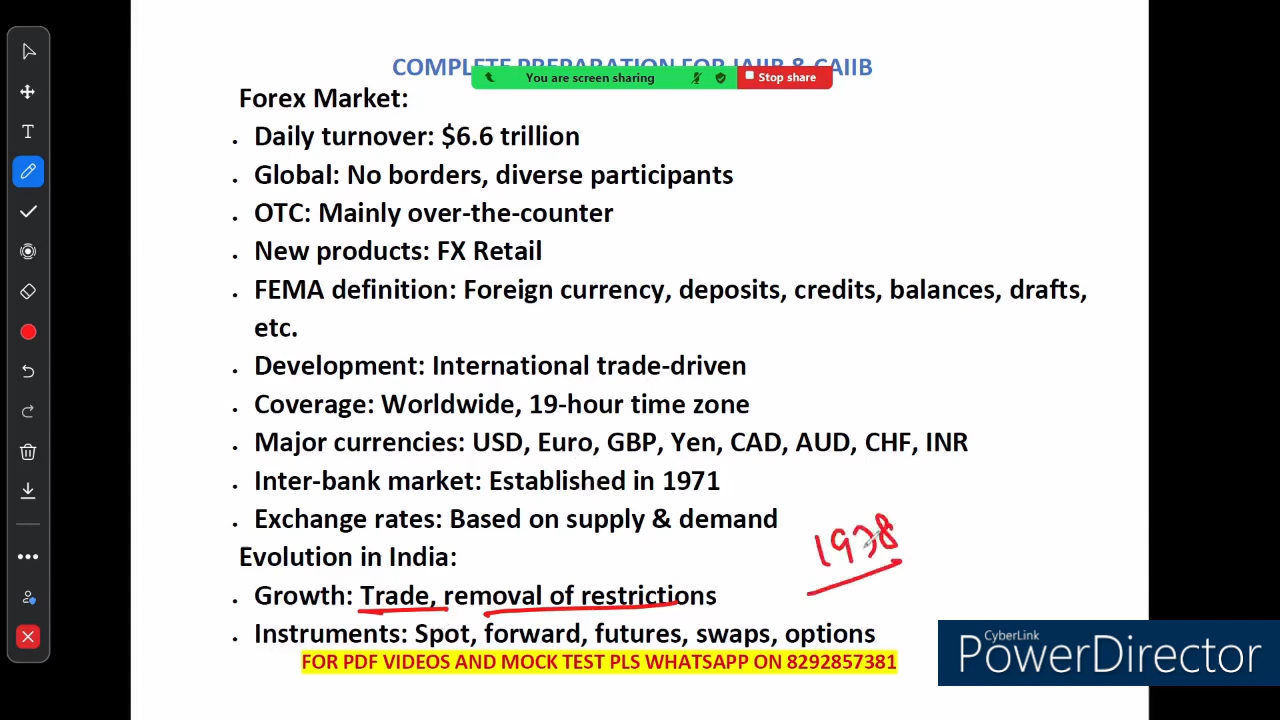 COMPLETE PREPARATION FOR JAIIB & CAIIB
You are screen sharing
Stop share
Forex Market:
• Daily turnover: $6.6 trillion
• Global: No borders, diverse participants
• OTC: Mainly over-the-counter
• New products: FX Retail
• FEMA definition: Foreign currency, deposits, credits, balances, drafts,
etc.
• Development: International trade-driven
• Coverage: Worldwide, 19-hour time zone
• Major currencies: USD, Euro, GBP, Yen, CAD, AUD, CHF, INR
• Inter-bank market: Established in 1971
• Exchange rates: Based on supply & demand
1938
Evolution in India:
• Growth: Trade, removal of restrictions
• Instruments: Spot, forward, futures, swaps, options
FOR PDF VIDEOS AND MOCK TEST PLS WHATSAPP ON 8292857381
CyberLink
PowerDirector
T